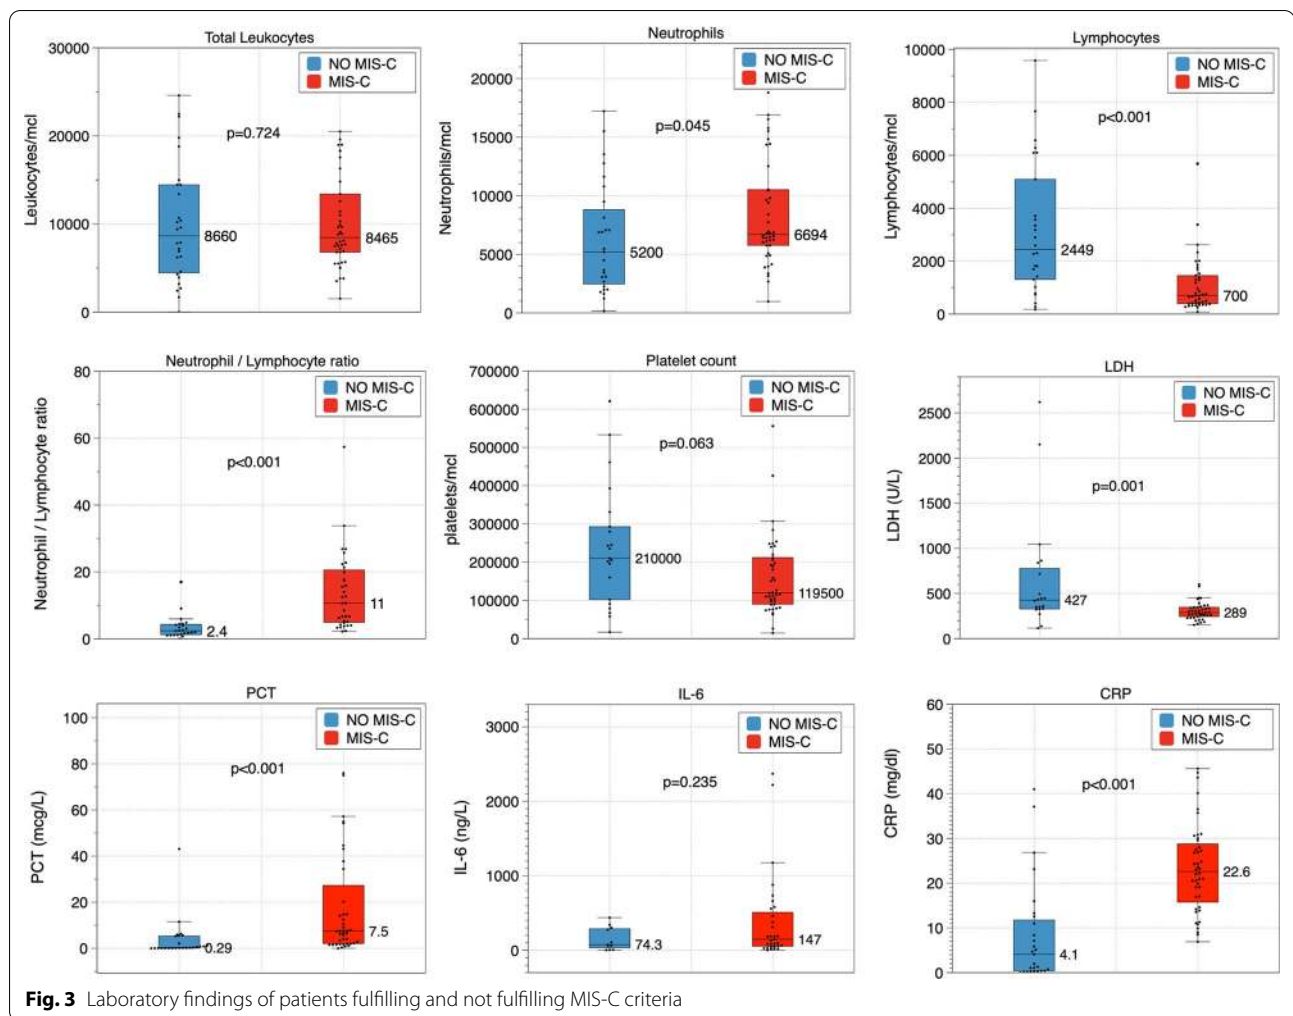 Total Leukocytes
30000
20000
10000
0
Leukocytes/mcl
NO MIS-C
MIS-C
p=0.724
8660
8465
Neutrophils
20000
15000
10000
5000
0
Neutrophils/mcl
NO MIS-C
MIS-C
p=0.045
5200
6694
Lymphocytes
10000
8000
6000
4000
2000
0
Lymphocytes/mcl
NO MIS-C
MIS-C
p<0.001
2449
700
Neutrophil / Lymphocyte ratio
80
60
40
20
0
Neutrophil / Lymphocyte ratio
NO MIS-C
MIS-C
p<0.001
2.4
11
Platelet count
700000
600000
500000
400000
300000
200000
100000
0
platelets/mcl
NO MIS-C
MIS-C
p=0.063
210000
119500
LDH
2500
2000
1500
1000
500
0
LDH (U/L)
NO MIS-C
MIS-C
p=0.001
427
289
PCT
100
80
60
40
20
0
PCT (mcg/L)
NO MIS-C
MIS-C
p<0.001
0.29
7.5
IL-6
3000
2000
1000
0
IL-6 (ng/L)
NO MIS-C
MIS-C
p=0.235
74.3
147
CRP
60
50
40
30
20
10
0
CRP (mg/dl)
NO MIS-C
MIS-C
p<0.001
4.1
22.6
Fig. 3 Laboratory findings of patients fulfilling and not fulfilling MIS-C criteria